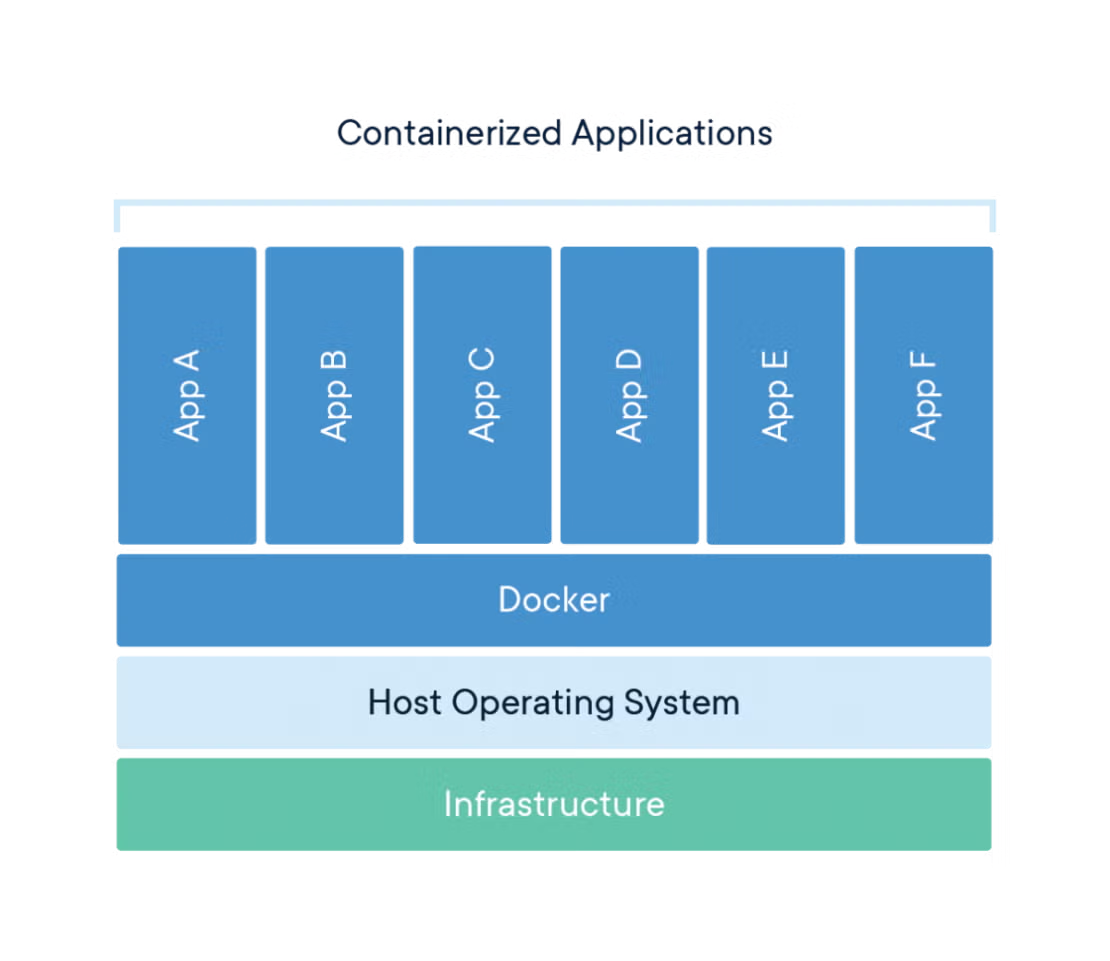 Containerized Applications
App A
App B
App C
App D
App E
App F
Docker
Host Operating System
Infrastructure